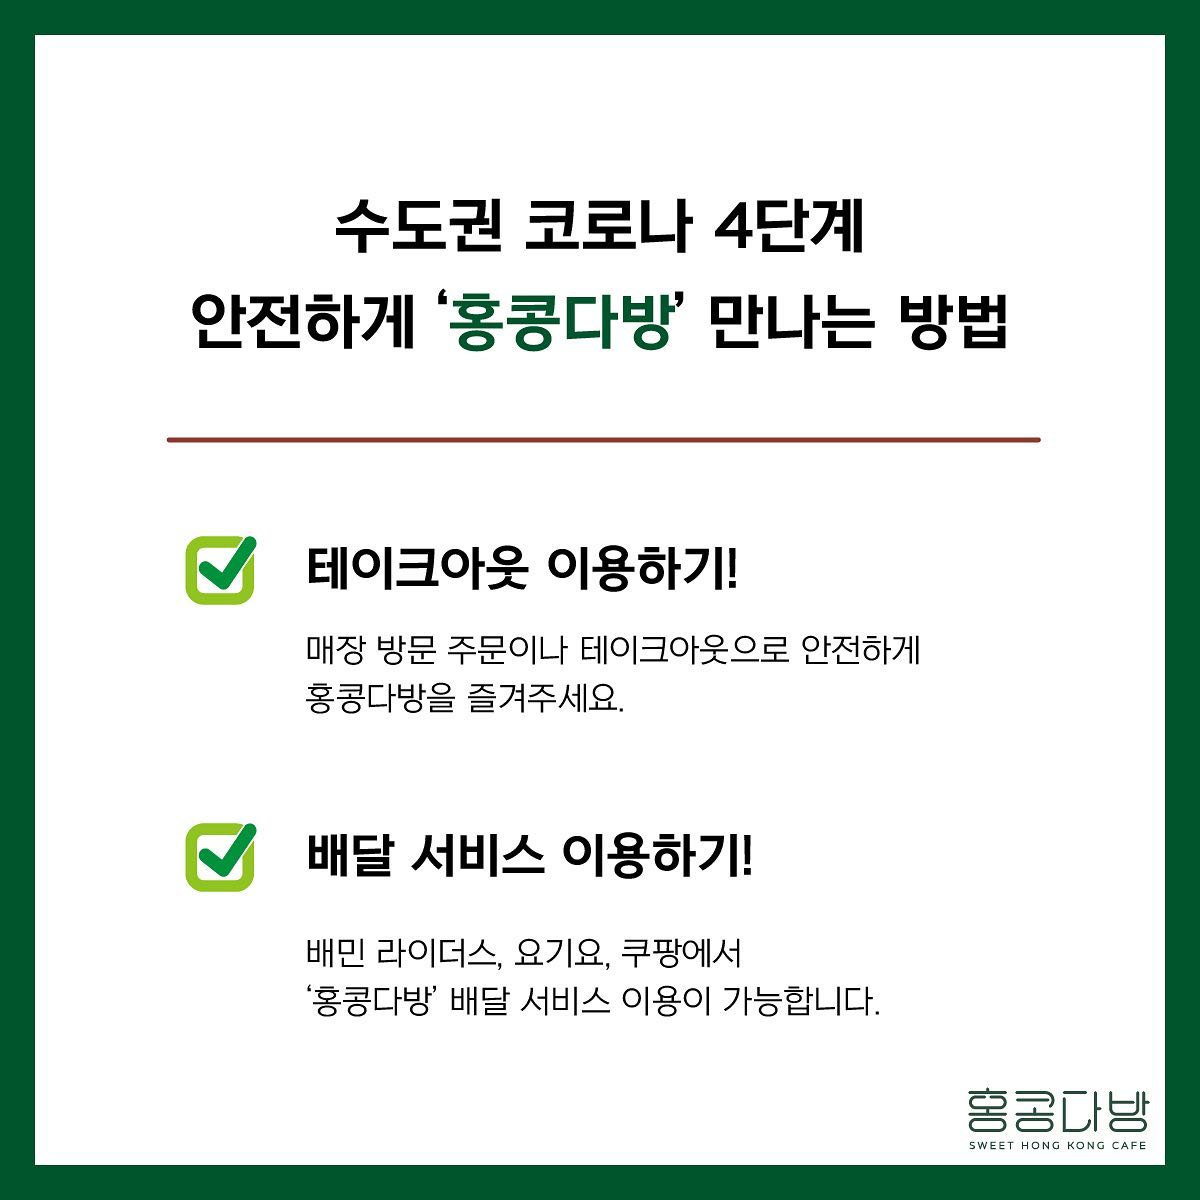 수도권 코로나 4단계
안전하게 ‘홍콩다방’ 만나는 방법
테이크아웃 이용하기!
매장 방문 주문이나 테이크아웃으로 안전하게
홍콩다방을 즐겨주세요.
배달 서비스 이용하기!
배민 라이더스, 요기요, 쿠팡에서
‘홍콩다방’ 배달 서비스 이용이 가능합니다.
홍콩다방
SWEET HONG KONG CAFE